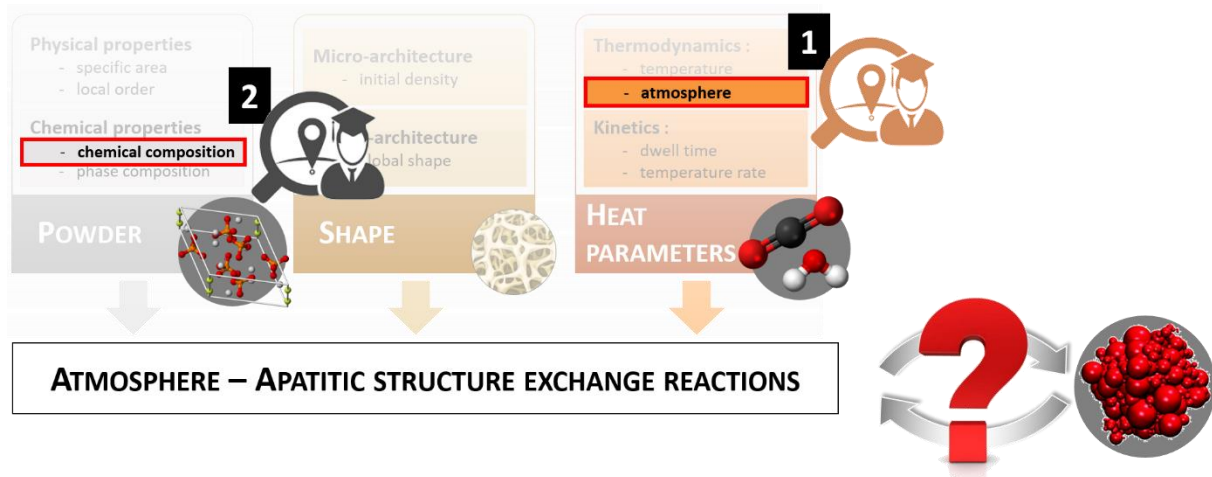 Physical properties
- specific area
- local order
2
Chemical properties
- chemical composition
- phase composition
POWDER
Micro-architecture
- initial density
-architecture
lobal shape
SHAPE
1
Thermodynamics :
- temperature
- atmosphere
Kinetics :
- dwell time
- temperature rate
HEAT
PARAMETERS
ATMOSPHERE – APATITIC STRUCTURE EXCHANGE REACTIONS
?